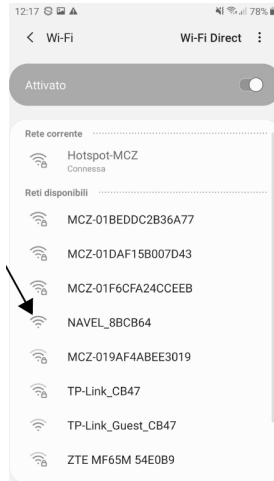 12:17 78%
Wi-Fi Wi-Fi Direct
Attivato
Rete corrente
Hotspot-MCZ
Connessa
Reti disponibili
MCZ-01BEDDC2B36A77
MCZ-01DAF15B007D43
MCZ-01F6CFA24CCEEB
NAVEL_8BCB64
MCZ-019AF4ABEE3019
TP-Link_CB47
TP-Link_Guest_CB47
ZTE MF65M 54E0B9